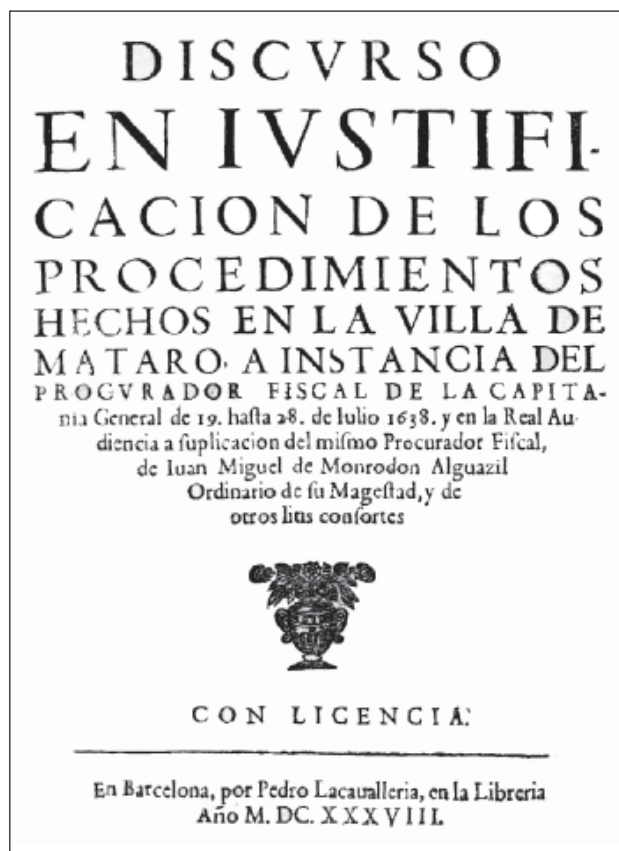 DISCVRSO
EN IVSTIFI-
CACION DE LOS
PROCEDIMIENTOS
HECHOS EN LA VILLA DE
MATARO, A INSTANCIA DEL
PROCVRADOR FISCAL DE LA CAPITA-
nia General de 19. haſta 28. de Iulio 1638. y en la Real Au-
diencia a ſuplicacion del miſmo Procurador Fiſcal,
de Iuan Miguel de Monrodon Alguazil
Ordinario de ſu Mageſtad, y de
otros litis conſortes
CON LICENCIA:
En Barcelona, por Pedro Lacaualleria, en la Libreria
Año M. DC. XXXVIII.